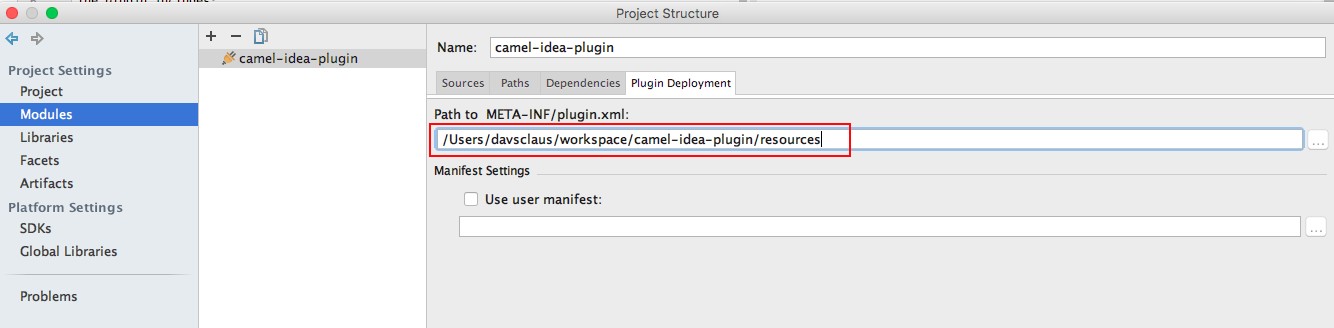 Project Structure
Project Settings
Project
Modules
Libraries
Facets
Artifacts
Platform Settings
SDKs
Global Libraries
Problems
camel-idea-plugin
Name: camel-idea-plugin
Sources Paths Dependencies Plugin Deployment
Path to META-INF/plugin.xml:
/Users/davsclaus/workspace/camel-idea-plugin/resources
...
Manifest Settings
Use user manifest:
...